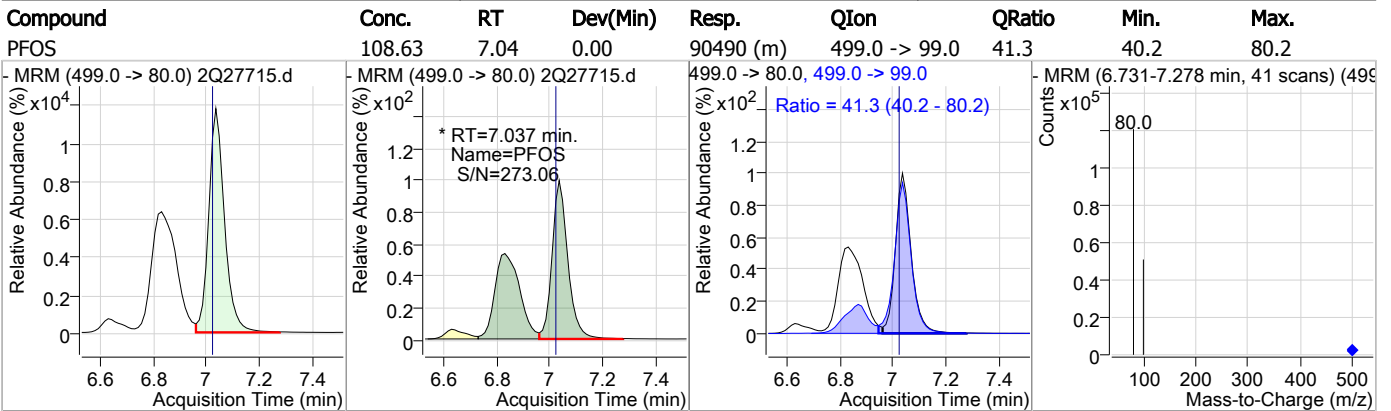 Compound Conc. RT Dev(Min) Resp. QIon QRatio Min. Max.
PFOS 108.63 7.04 0.00 90490 (m) 499.0 -> 99.0 41.3 40.2 80.2
- MRM (499.0 -> 80.0) 2Q27715.d
Relative Abundance (%)
x10⁴
1
0.8
0.6
0.4
0.2
0
6.6 6.8 7 7.2 7.4
Acquisition Time (min)
- MRM (499.0 -> 80.0) 2Q27715.d
Relative Abundance (%)
x10²
* RT=7.037 min.
Name=PFOS
S/N=273.06
1.2
1
0.8
0.6
0.4
0.2
0
6.6 6.8 7 7.2 7.4
Acquisition Time (min)
499.0 -> 80.0, 499.0 -> 99.0
Relative Abundance (%)
x10²
Ratio = 41.3 (40.2 - 80.2)
1.2
1
0.8
0.6
0.4
0.2
0
6.6 6.8 7 7.2 7.4
Acquisition Time (min)
- MRM (6.731-7.278 min, 41 scans) (499
Counts
x10⁵
80.0
1
0.8
0.6
0.4
0.2
0
100 200 300 400 500
Mass-to-Charge (m/z)